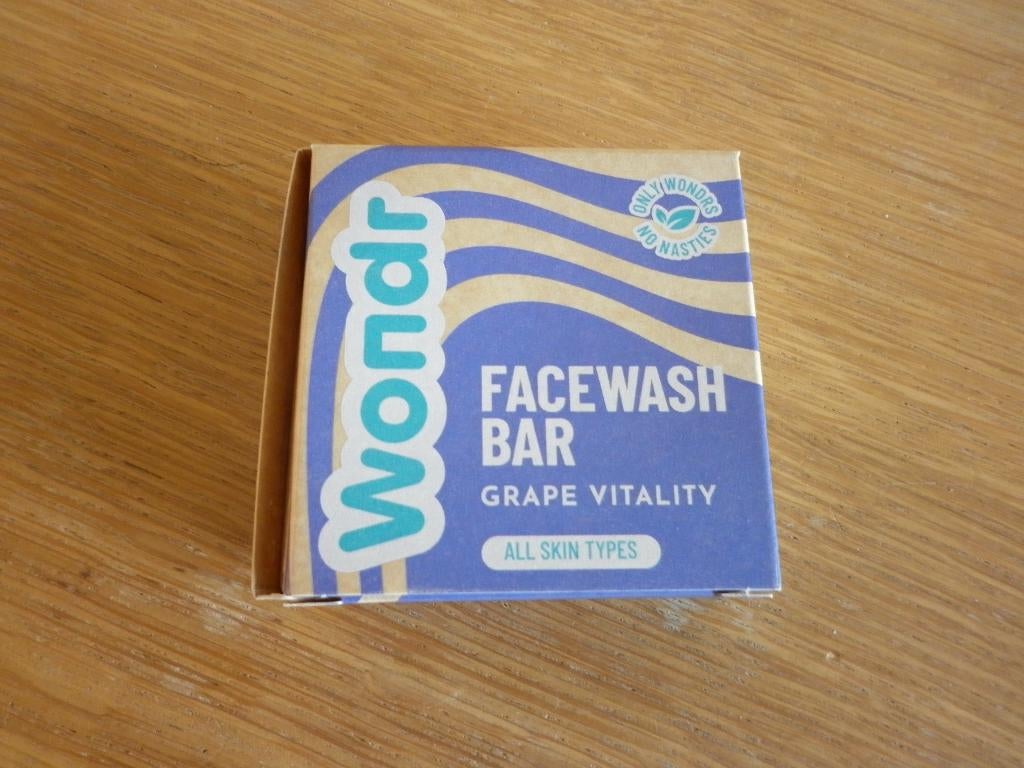 wondr
ONLY WONDRS
NO NASTIES
FACEWASH
BAR
GRAPE VITALITY
ALL SKIN TYPES